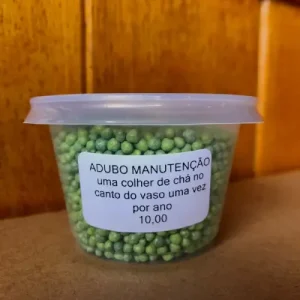 ADUBO MANUTENÇÃO
uma colher de chá no
canto do vaso uma vez
por ano
10,00